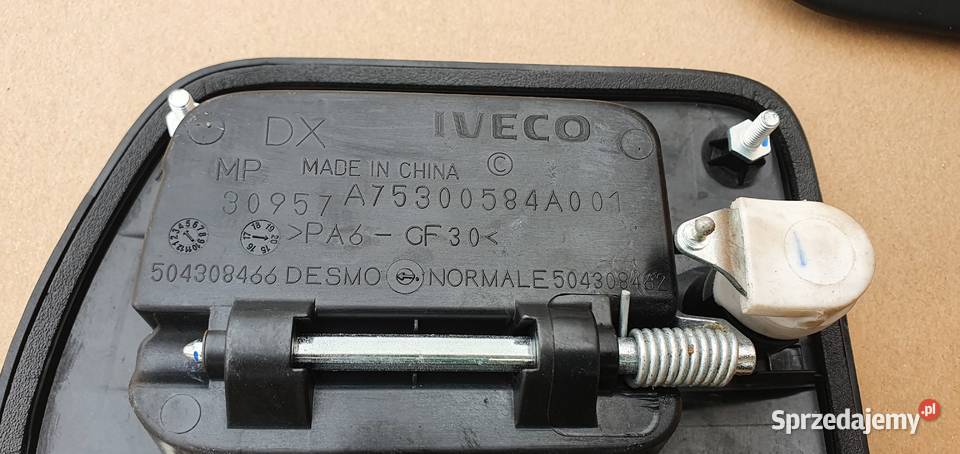 DX IVECO
MP MADE IN CHINA ©
30957 A75300584A001
>PA6-GF30<
504308466 DESMO NORMALE 504308462
Sprzedajemy.pl